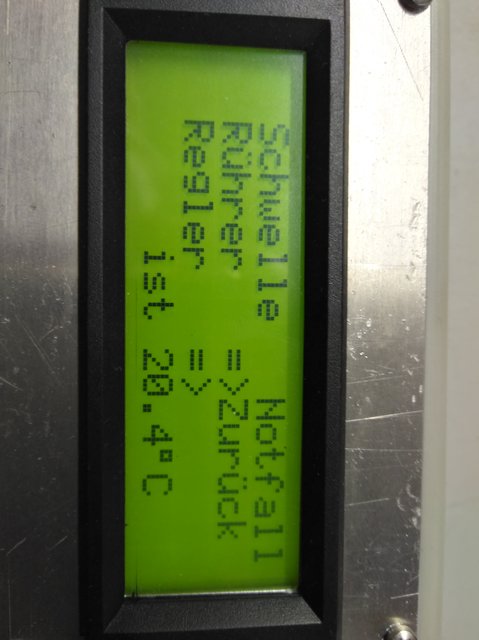 Schwelle Notfall
Rührer =>Zurück
Regler =>
ist 20.4°C